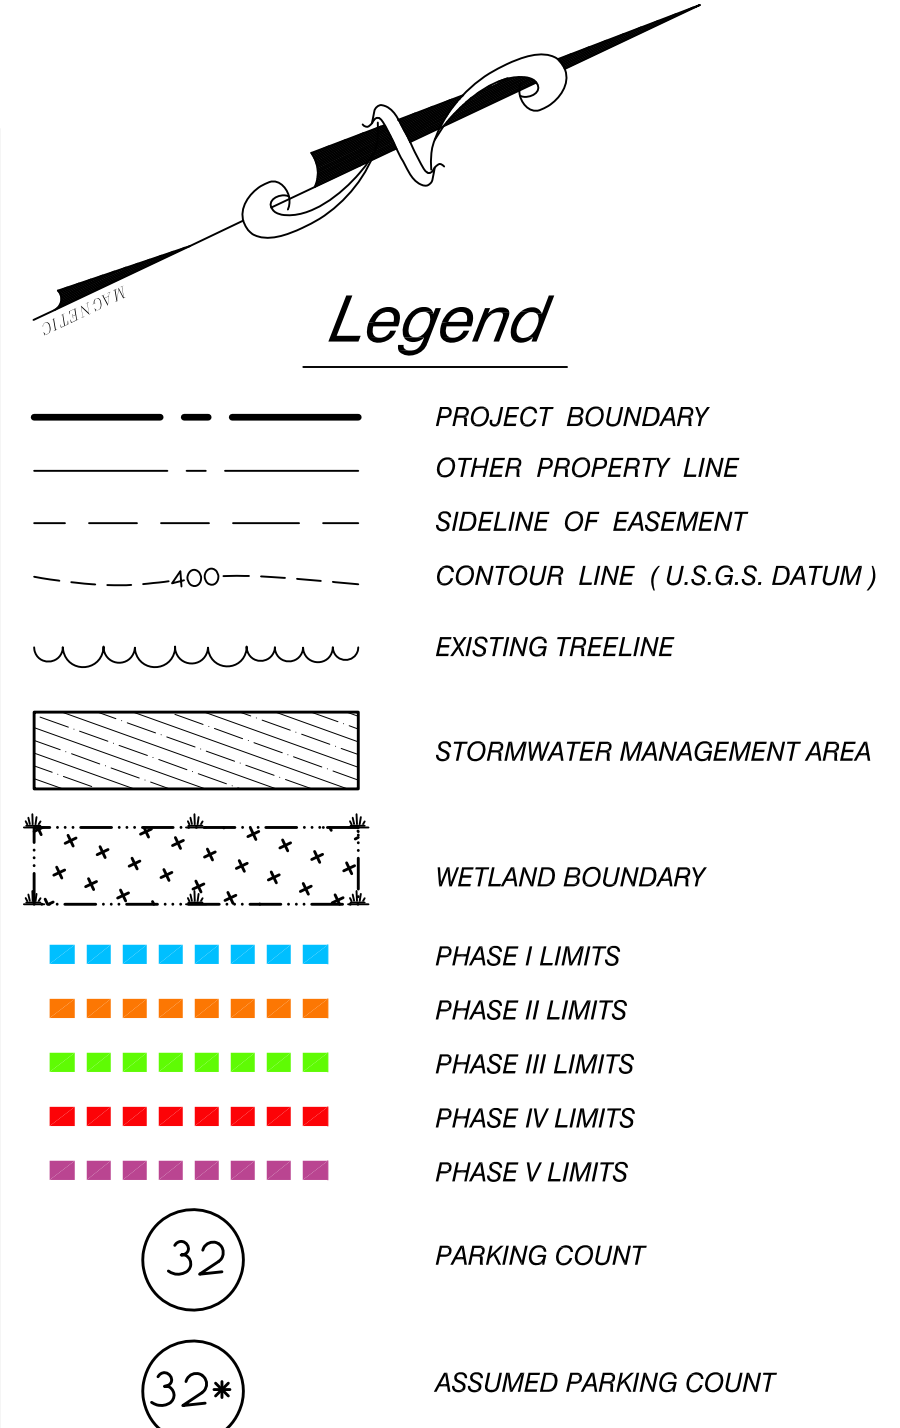 N
MAGNETIC
Legend
PROJECT BOUNDARY
OTHER PROPERTY LINE
SIDELINE OF EASEMENT
400 CONTOUR LINE ( U.S.G.S. DATUM )
EXISTING TREELINE
STORMWATER MANAGEMENT AREA
WETLAND BOUNDARY
PHASE I LIMITS
PHASE II LIMITS
PHASE III LIMITS
PHASE IV LIMITS
PHASE V LIMITS
32 PARKING COUNT
32* ASSUMED PARKING COUNT